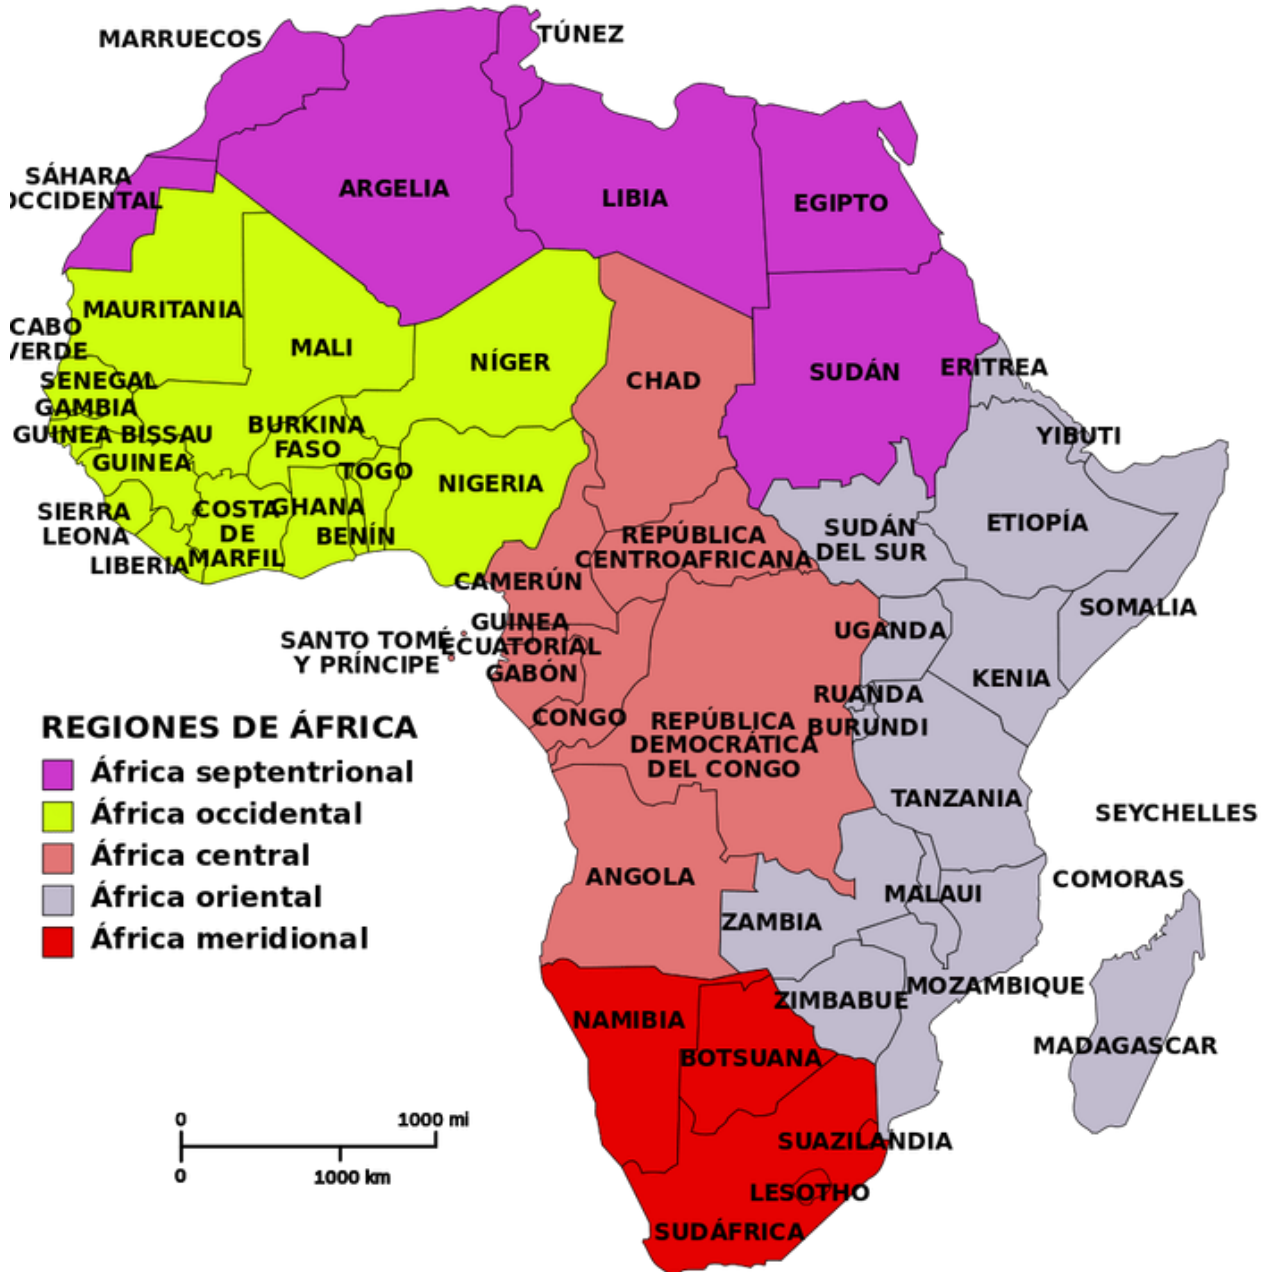 MARRUECOS
TÚNEZ
SÁHARA
OCCIDENTAL
ARGELIA
LIBIA
EGIPTO
MAURITANIA
CABO
VERDE
MALI
NÍGER
CHAD
SUDÁN
ERITREA
SENEGAL
GAMBIA
GUINEA BISSAU
GUINEA
BURKINA
FASO
TOGO
NIGERIA
YIBUTI
SIERRA
LEONA
COSTA
DE
MARFIL
GHANA
BENÍN
LIBERIA
REPÚBLICA
CENTROAFRICANA
SUDÁN
DEL SUR
ETIOPÍA
CAMERÚN
SOMALIA
GUINEA
ECUATORIAL
SANTO TOMÉ
Y PRÍNCIPE
GABÓN
UGANDA
KENIA
RUANDA
BURUNDI
CONGO
REPÚBLICA
DEMOCRÁTICA
DEL CONGO
TANZANIA
SEYCHELLES
COMORAS
ANGOLA
MALAUI
ZAMBIA
MOZAMBIQUE
ZIMBABUE
MADAGASCAR
NAMIBIA
BOTSUANA
SUAZILANDIA
LESOTHO
SUDÁFRICA
REGIONES DE ÁFRICA
África septentrional
África occidental
África central
África oriental
África meridional
0 1000 mi
0 1000 km